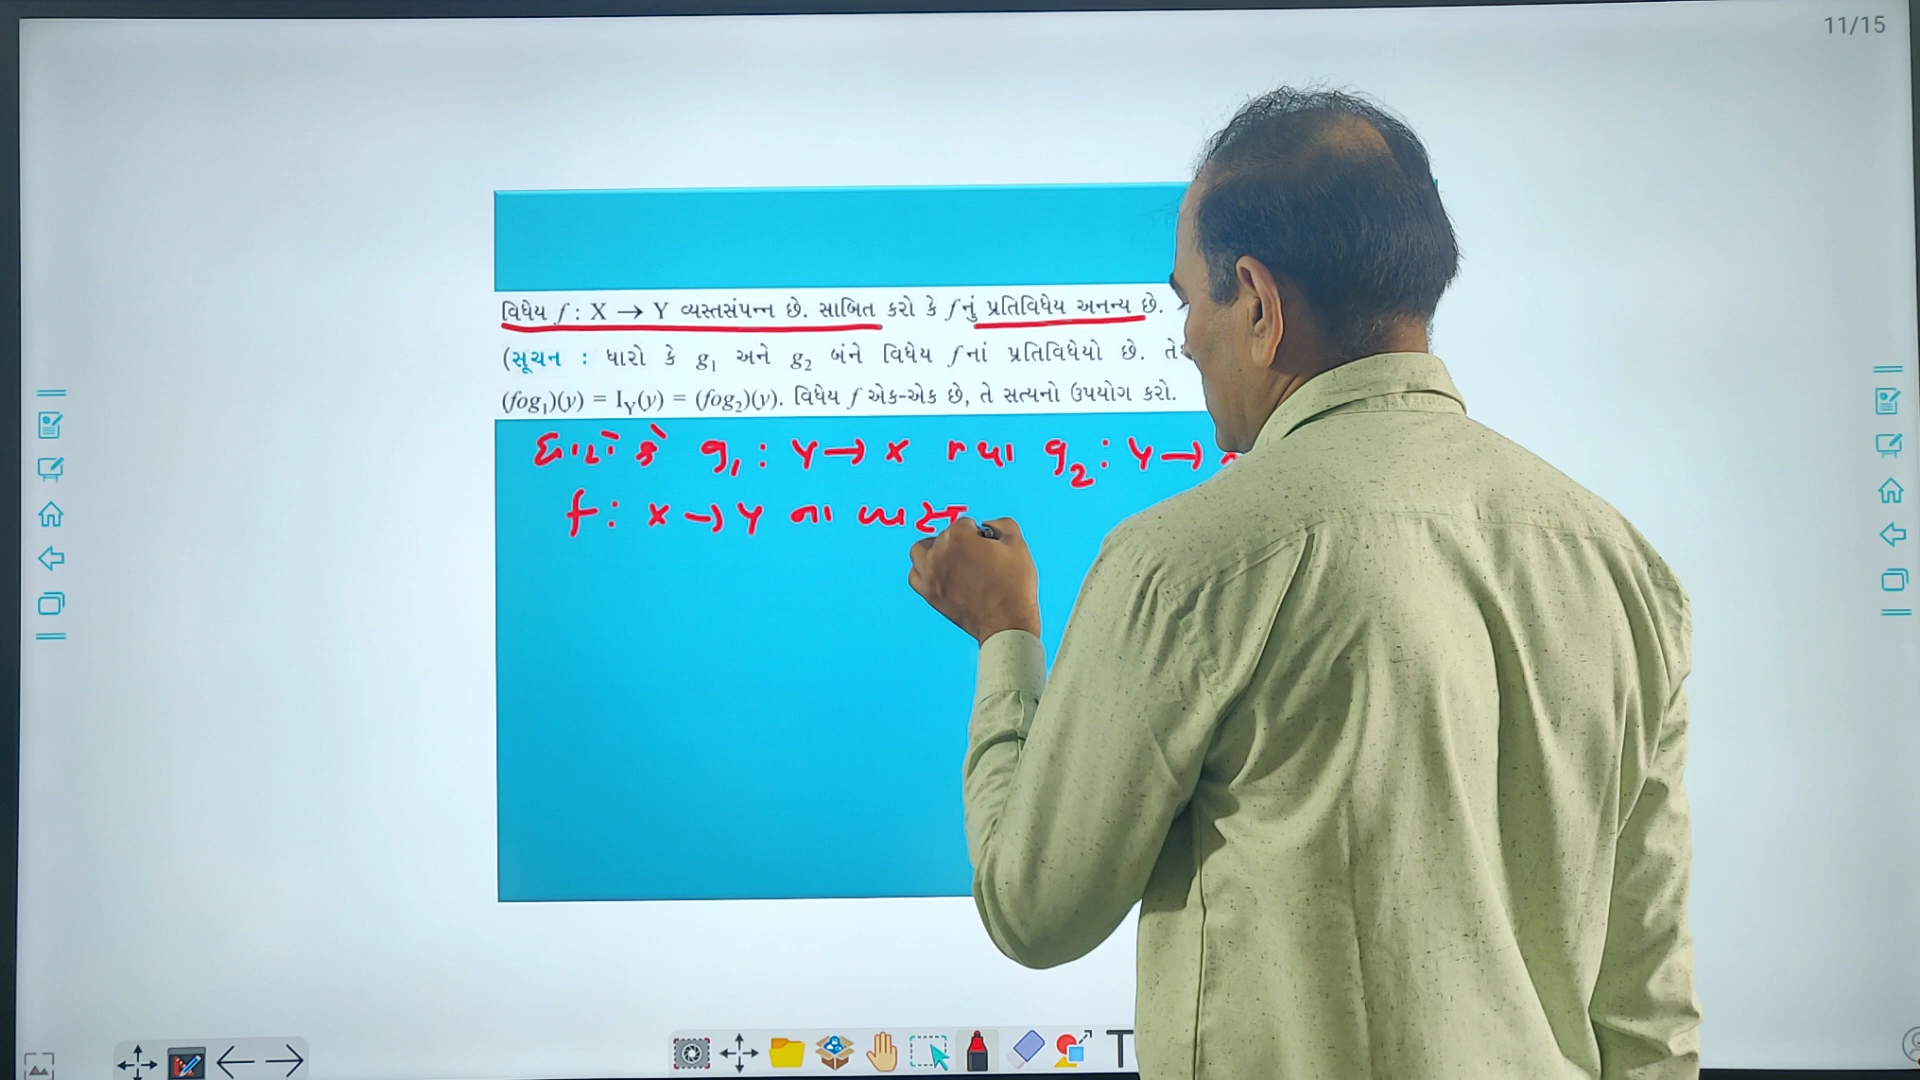 11/15
વિધેય f : X → Y વ્યસ્તસંપન્ન છે. સાબિત કરો કે f નું પ્રતિવિધેય અનન્ય છે.
(સૂચન : ધારો કે g₁ અને g₂ બંને વિધેય f નાં પ્રતિવિધેયો છે.
(fog₁)(y) = I_Y(y) = (fog₂)(y). વિધેય f એક-એક છે, તે સત્યનો ઉપયોગ કરો.
ધારો કે g₁ : Y → X તથા g₂ : Y →
f : X → Y ના વ્યસ્ત
T